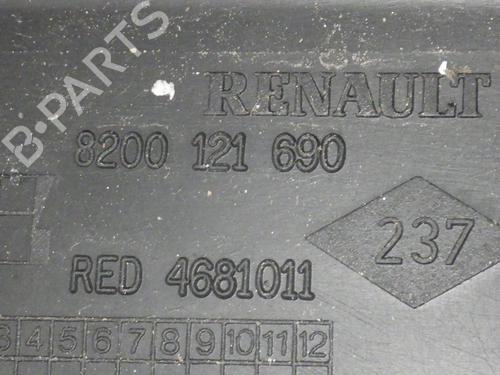 B-PARTS
RENAULT
8200 121 690
237
RED 4681011
3 4 5 6 7 8 9 10 11 12